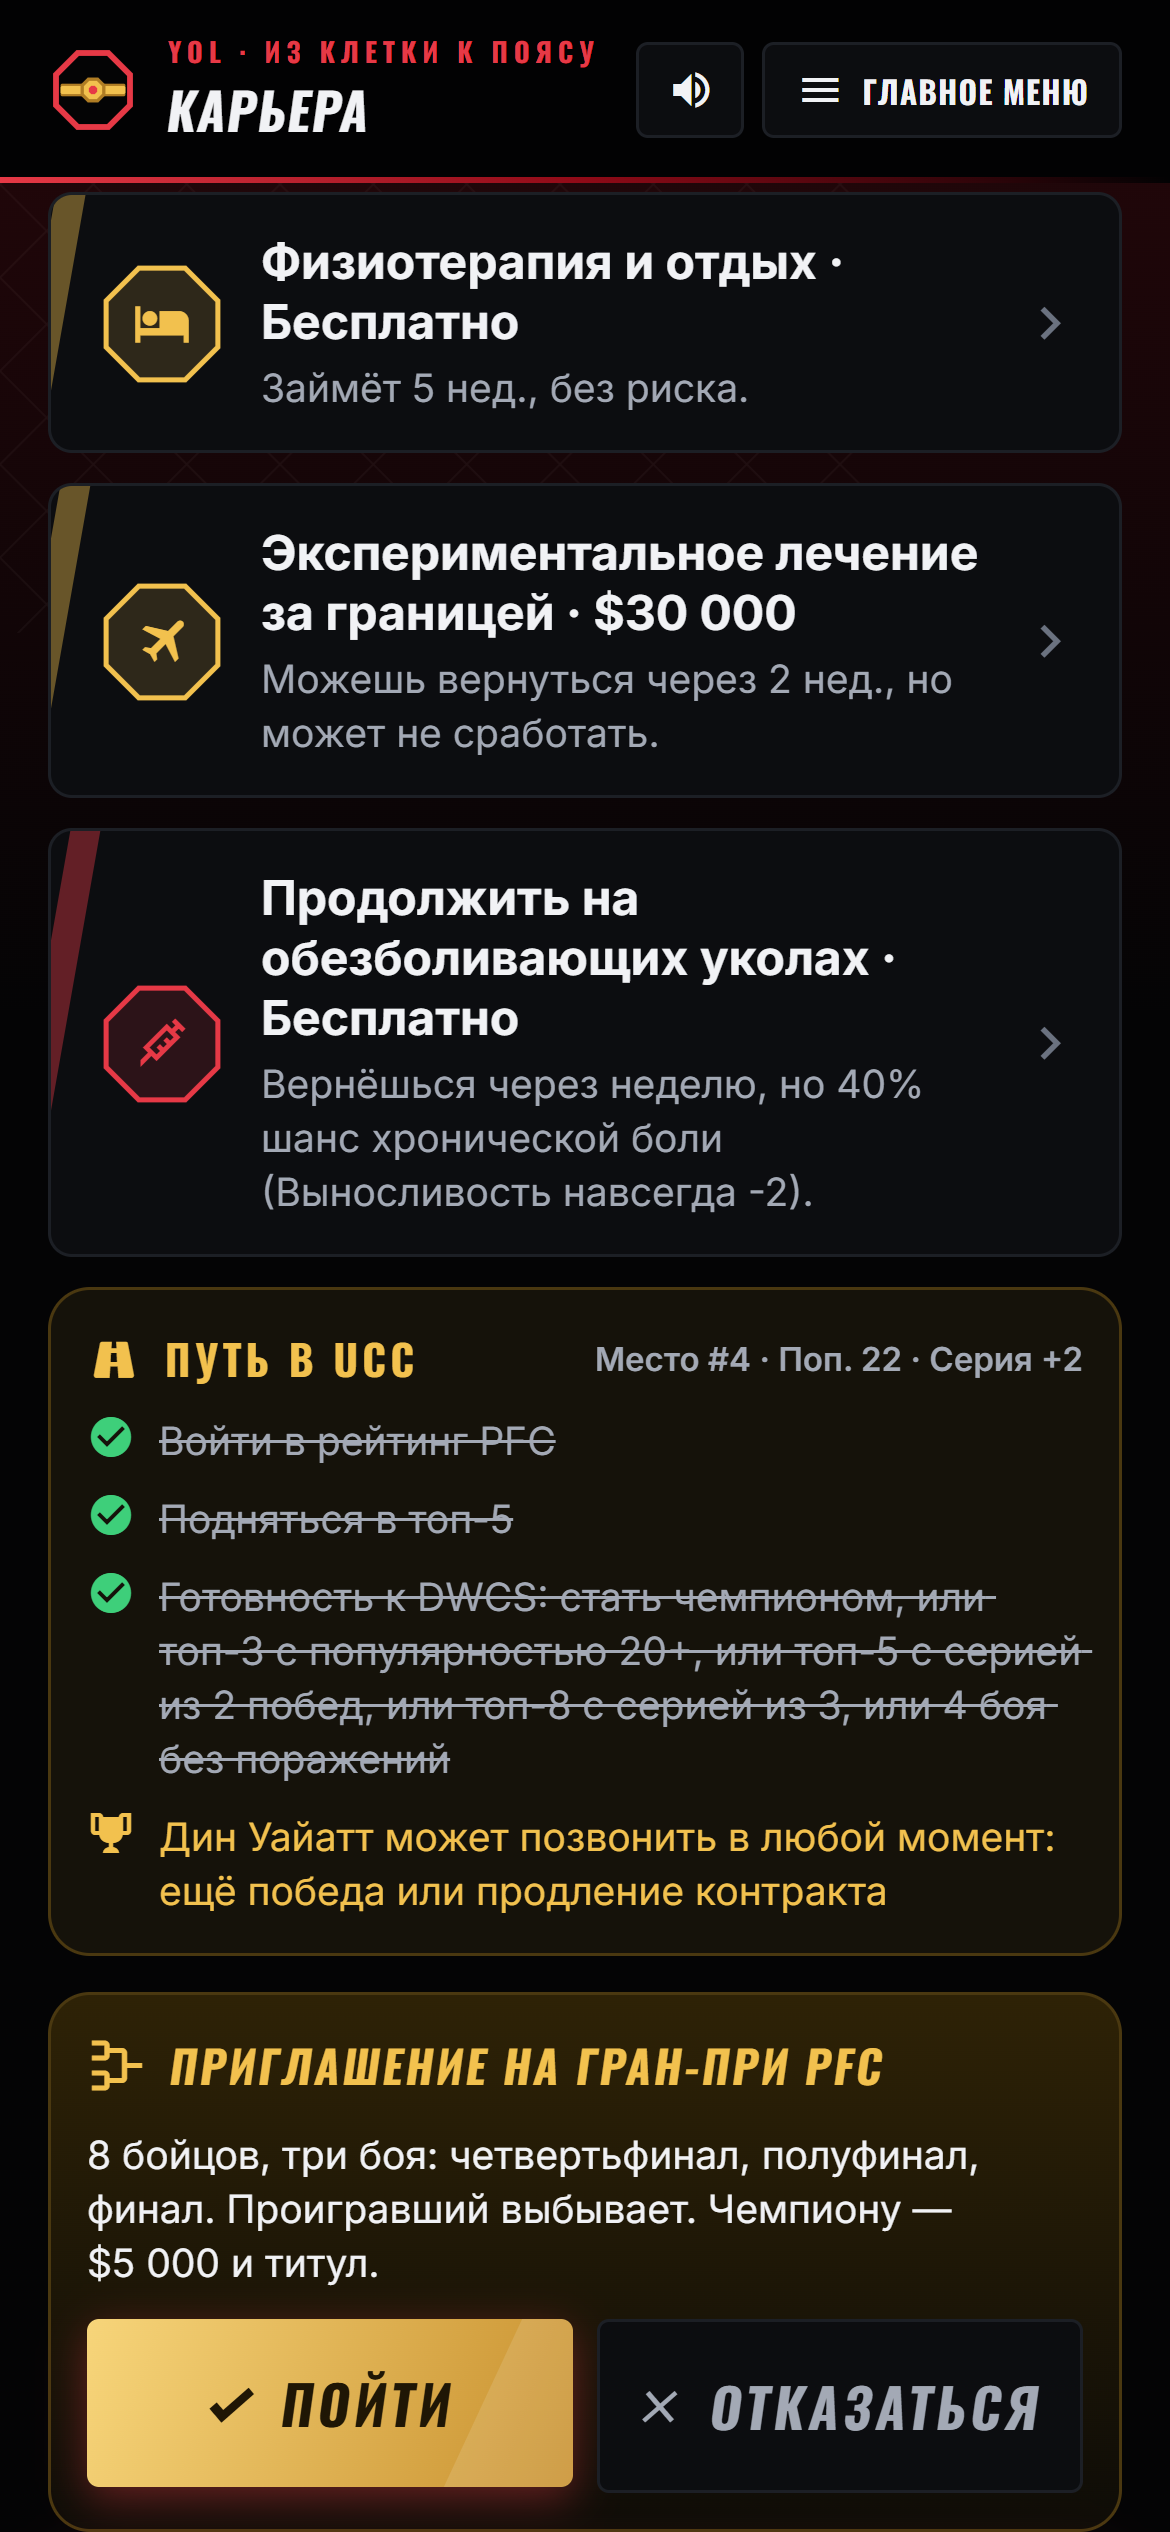 YOL · ИЗ КЛЕТКИ К ПОЯСУ
КАРЬЕРА
ГЛАВНОЕ МЕНЮ
Физиотерапия и отдых ·
Бесплатно
Займёт 5 нед., без риска.
Экспериментальное лечение
за границей · $30 000
Можешь вернуться через 2 нед., но
может не сработать.
Продолжить на
обезболивающих уколах ·
Бесплатно
Вернёшься через неделю, но 40%
шанс хронической боли
(Выносливость навсегда -2).
ПУТЬ В UCC
Место #4 · Поп. 22 · Серия +2
Войти в рейтинг PFC
Подняться в топ-5
Готовность к DWCS: стать чемпионом, или
топ-3 с популярностью 20+, или топ-5 с серией
из 2 побед, или топ-8 с серией из 3, или 4 боя
без поражений
Дин Уайатт может позвонить в любой момент:
ещё победа или продление контракта
ПРИГЛАШЕНИЕ НА ГРАН-ПРИ PFC
8 бойцов, три боя: четвертьфинал, полуфинал,
финал. Проигравший выбывает. Чемпиону —
$5 000 и титул.
ПОЙТИ
ОТКАЗАТЬСЯ